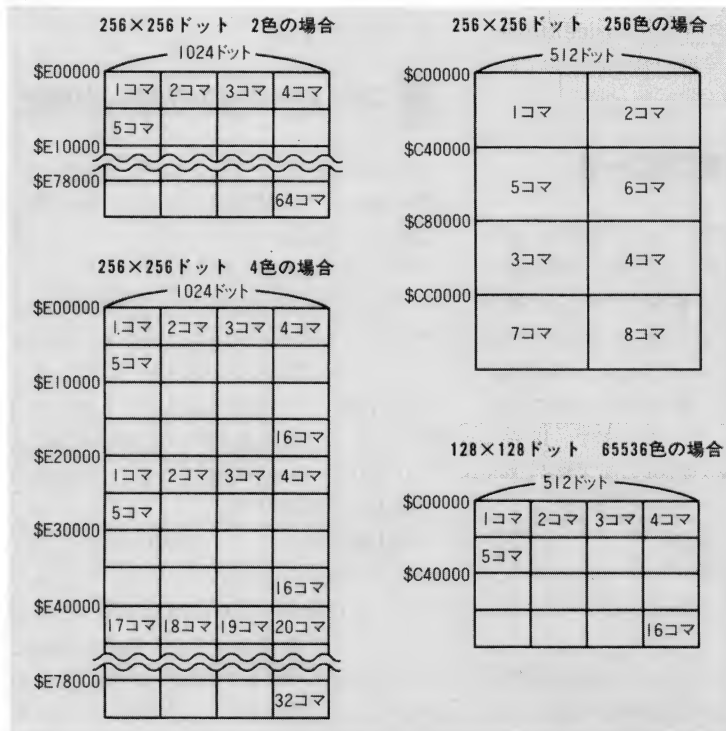 256×256ドット 2色の場合
1024ドット
$E00000
1コマ 2コマ 3コマ 4コマ
5コマ
$E10000
$E78000
64コマ
256×256ドット 4色の場合
1024ドット
$E00000
1コマ 2コマ 3コマ 4コマ
5コマ
$E10000
16コマ
$E20000
1コマ 2コマ 3コマ 4コマ
5コマ
$E30000
16コマ
$E40000
17コマ 18コマ 19コマ 20コマ
$E78000
32コマ
256×256ドット 256色の場合
512ドット
$C00000
1コマ 2コマ
$C40000
5コマ 6コマ
$C80000
3コマ 4コマ
$CC0000
7コマ 8コマ
128×128ドット 65536色の場合
512ドット
$C00000
1コマ 2コマ 3コマ 4コマ
5コマ
$C40000
16コマ